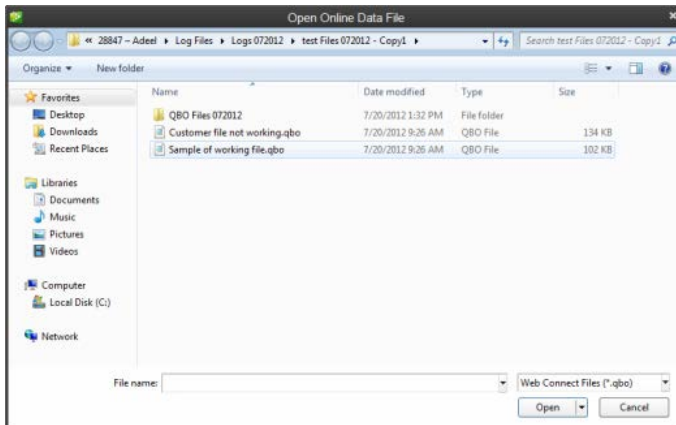 Open Online Data File
« 28847 – Adeel ▸ Log Files ▸ Logs 072012 ▸ test Files 072012 - Copy1 ▸
Search test Files 072012 - Copy1
Organize New folder
Name Date modified Type Size
Favorites
Desktop
Downloads
Recent Places
Libraries
Documents
Music
Pictures
Videos
Computer
Local Disk (C:)
Network
QBO Files 072012 7/20/2012 1:32 PM File folder
Customer file not working.qbo 7/20/2012 9:26 AM QBO File 134 KB
Sample of working file.qbo 7/20/2012 9:26 AM QBO File 102 KB
File name: Web Connect Files (*.qbo)
Open Cancel